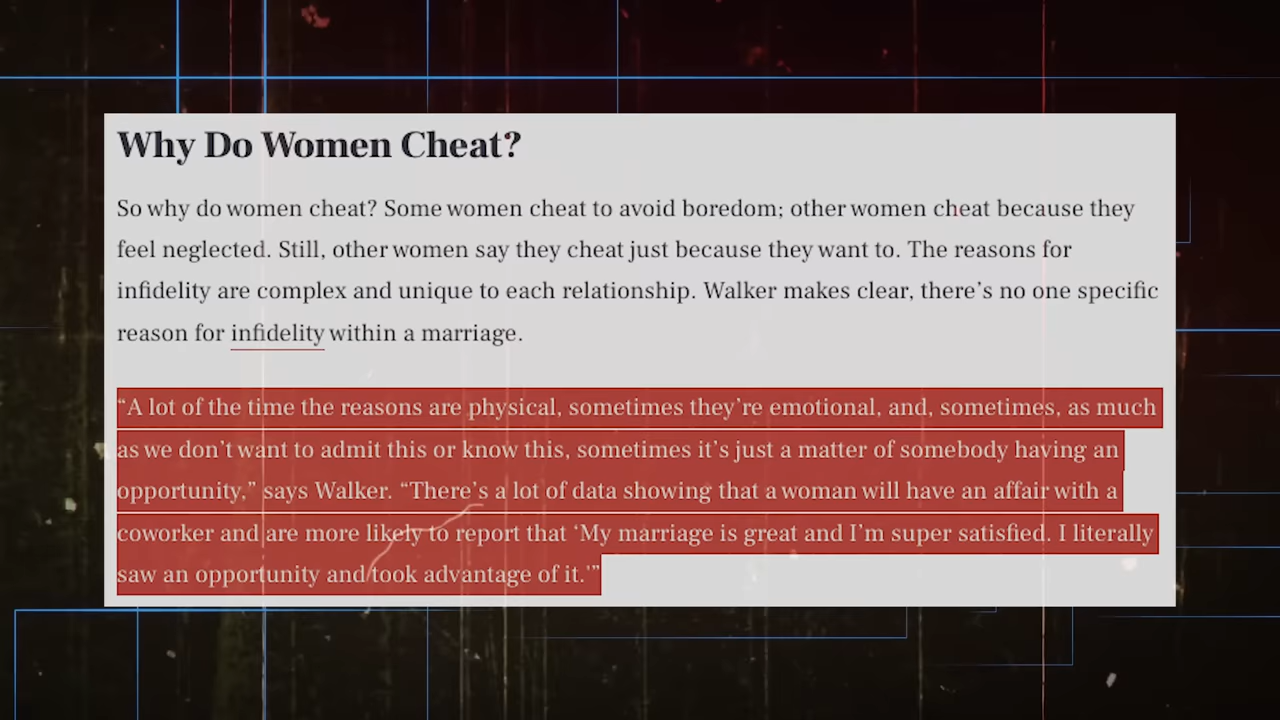 Why Do Women Cheat?
So why do women cheat? Some women cheat to avoid boredom; other women cheat because they
feel neglected. Still, other women say they cheat just because they want to. The reasons for
infidelity are complex and unique to each relationship. Walker makes clear, there’s no one specific
reason for infidelity within a marriage.
“A lot of the time the reasons are physical, sometimes they’re emotional, and, sometimes, as much
as we don’t want to admit this or know this, sometimes it’s just a matter of somebody having an
opportunity,” says Walker. “There’s a lot of data showing that a woman will have an affair with a
coworker and are more likely to report that ‘My marriage is great and I’m super satisfied. I literally
saw an opportunity and took advantage of it.'”